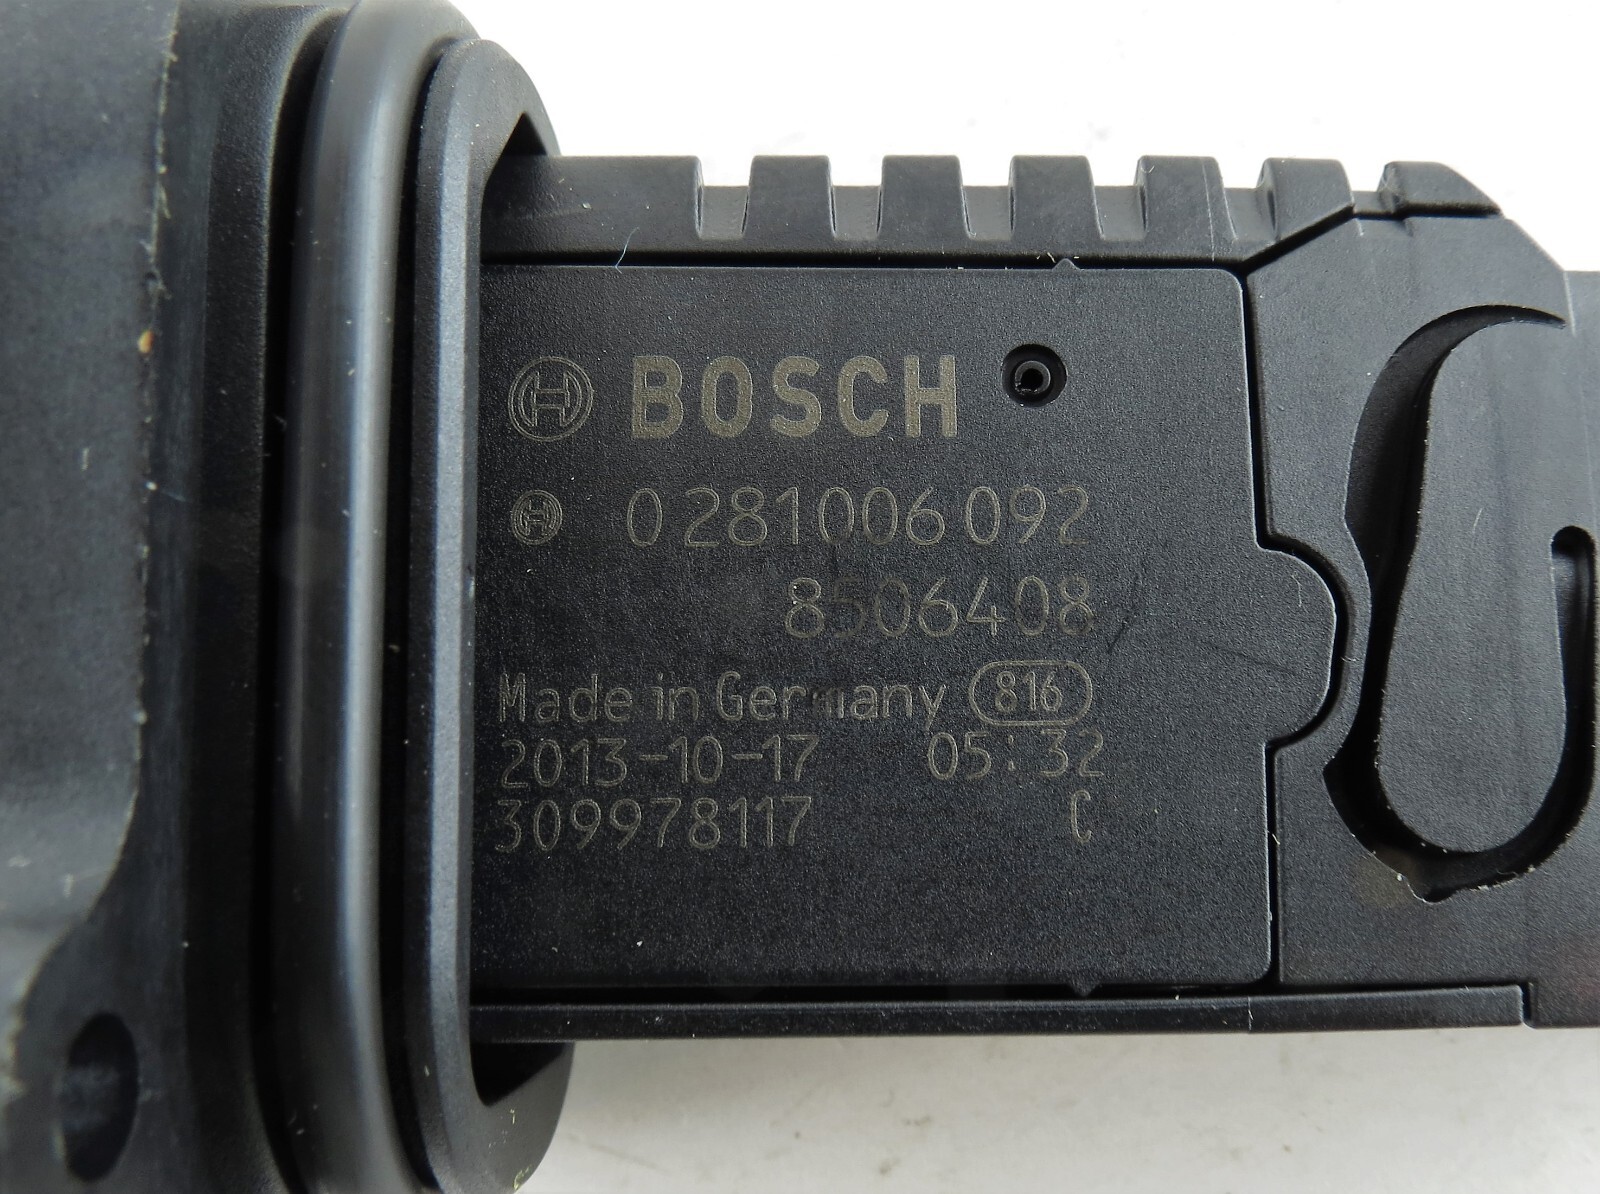 BOSCH
0 281 006 092
8506408
Made in Germany 816
2013-10-17 05:32
309978117 C